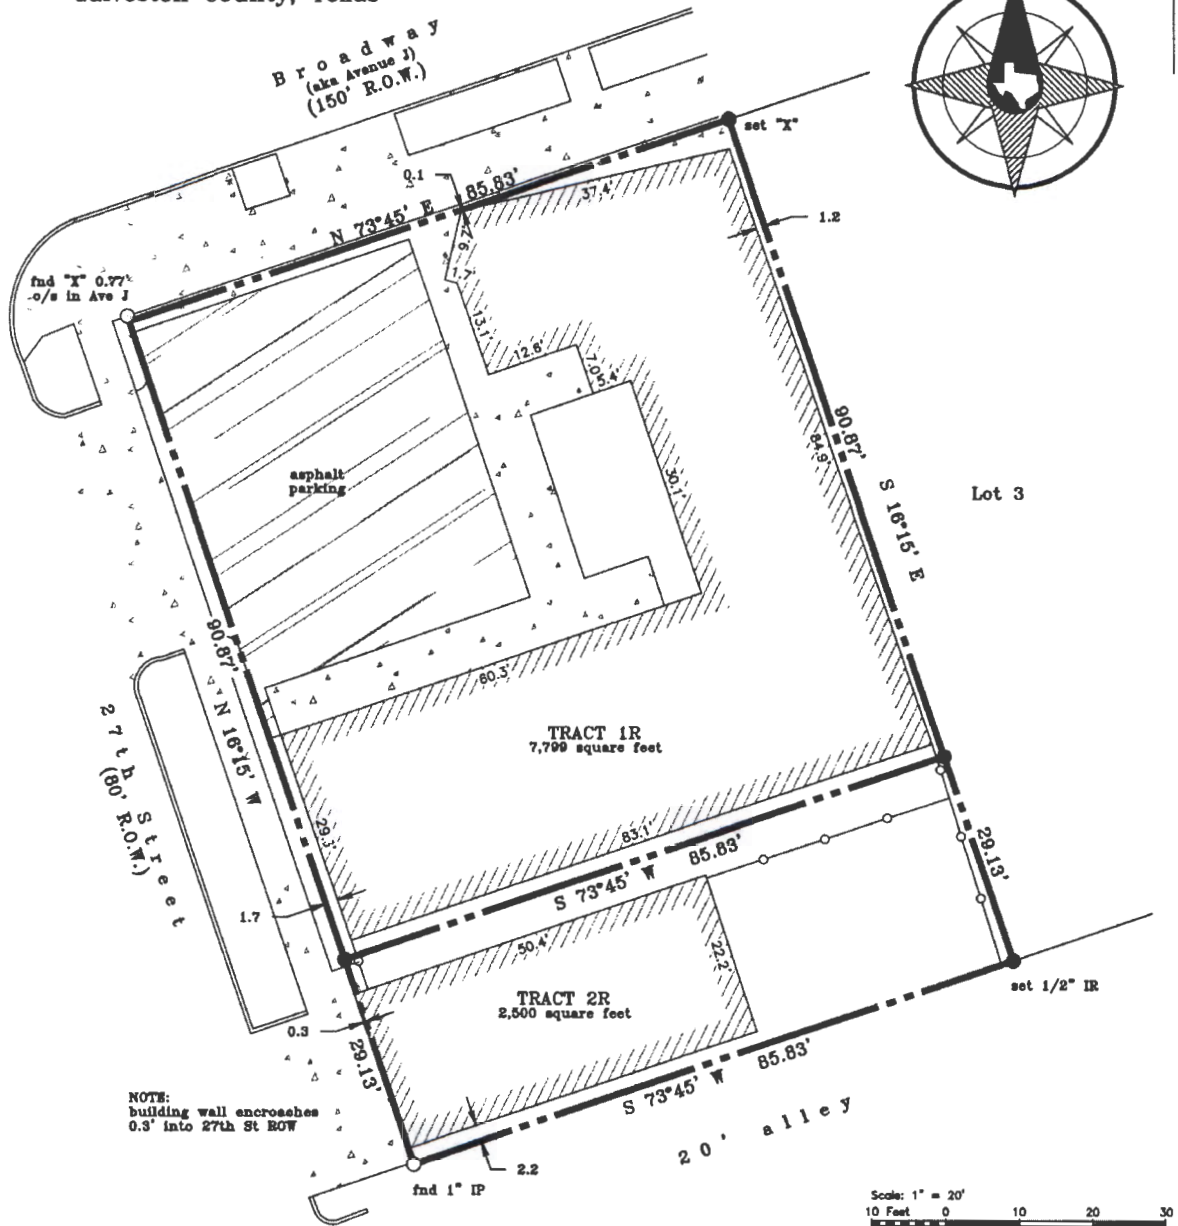 Galveston County, Texas
Broadway
(aka Avenue J)
(150' R.O.W.)
set "X"
0.1
85.83'
N 73°45' E
37.4'
1.2
9.7'
1.7'
fnd "X" 0.77'
o/s in Ave J
13.1'
12.6'
7.0'
5.4'
asphalt
parking
30.1'
90.87'
84.9'
S 16°15' E
Lot 3
90.87'
N 16°15' W
60.3'
TRACT 1R
7,799 square feet
27th Street
(80' R.O.W.)
29.3'
83.1'
85.83'
S 73°45' W
29.13'
1.7
50.4'
22.2'
TRACT 2R
2,500 square feet
set 1/2" IR
0.3
29.13'
85.83'
S 73°45' W
NOTE:
building wall encroaches
0.3' into 27th St ROW
20' alley
2.2
fnd 1" IP
Scale: 1" = 20'
10 Feet 0 10 20 30